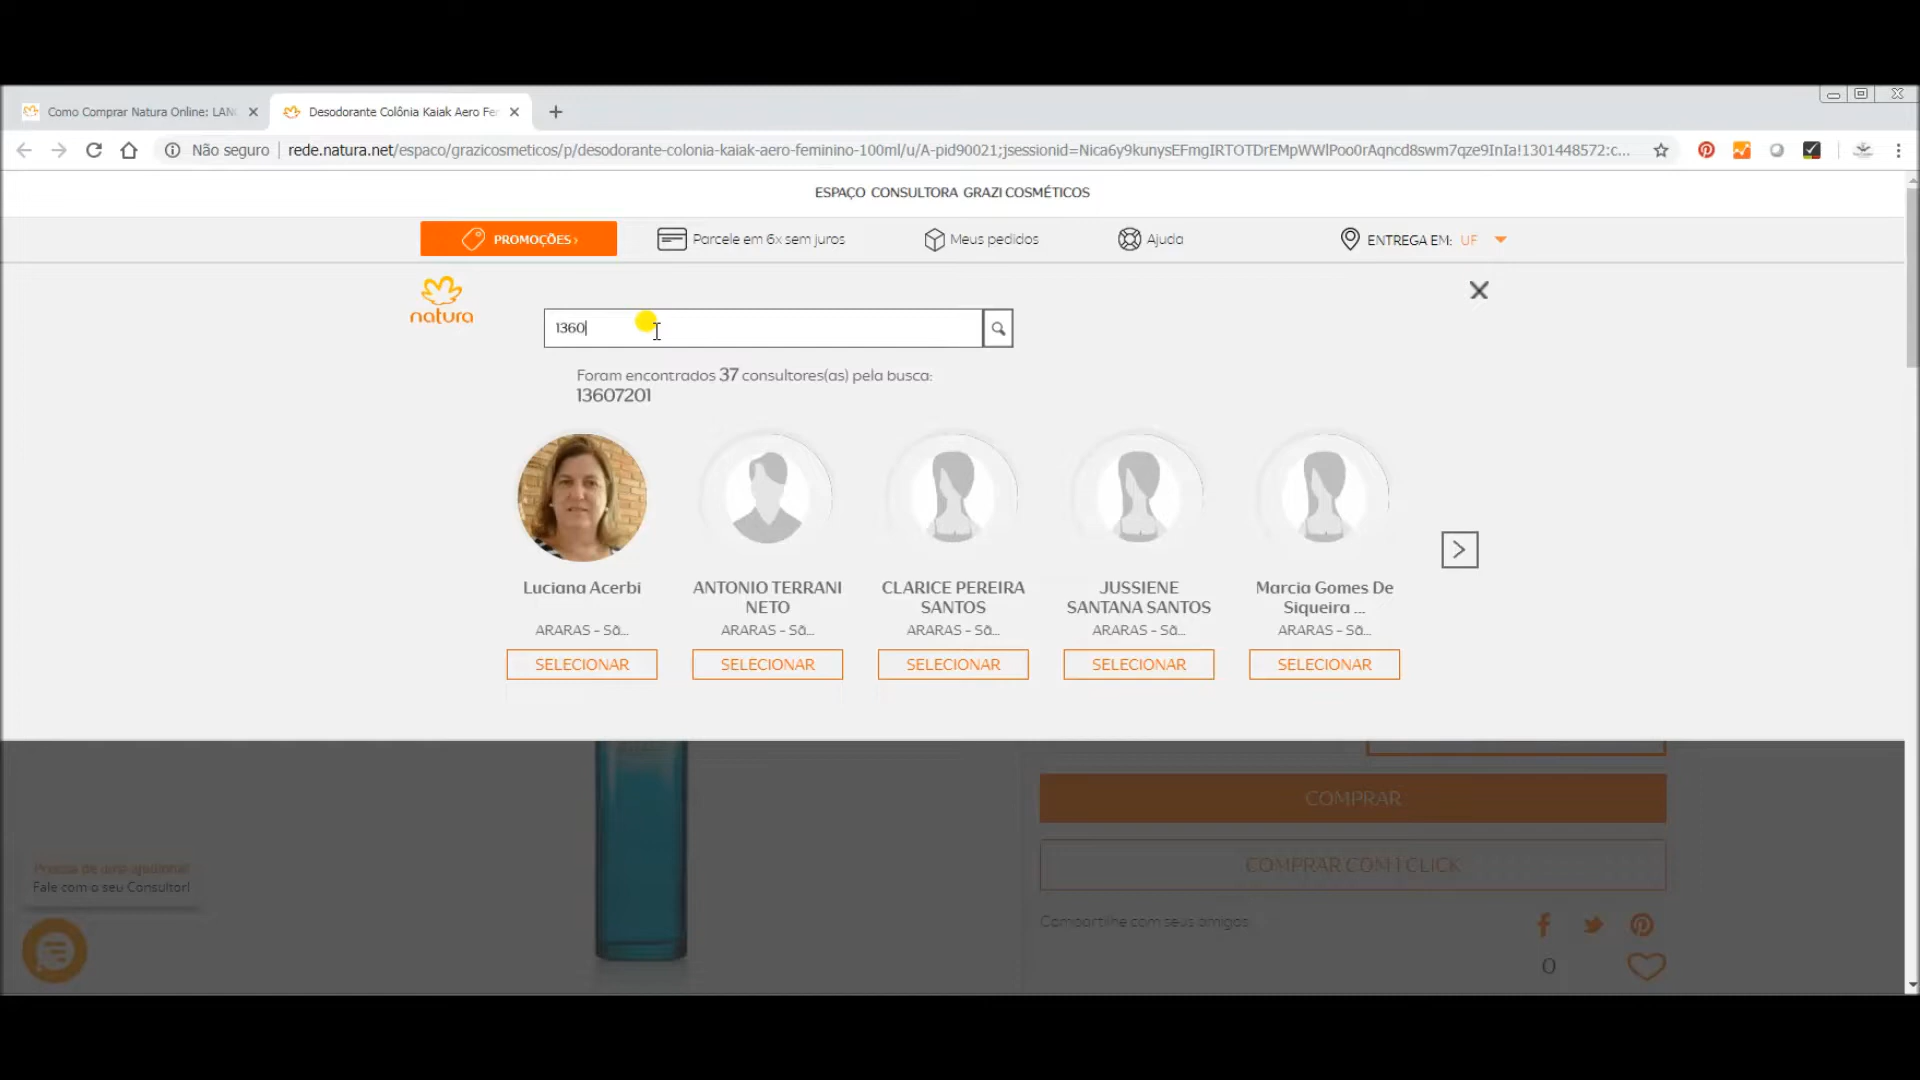 Como Comprar Natura Online: LAN
Desodorante Colônia Kaiak Aero Fe
Não seguro
rede.natura.net/espaco/grazicosmeticos/p/desodorante-colonia-kaiak-aero-feminino-100ml/u/A-pid90021;jsessionid=Nica6y9kunysEFmgIRTOTDrEMpWWlPoo0rAqncd8swm7qze9InIa!1301448572:c...
ESPAÇO CONSULTORA GRAZI COSMÉTICOS
PROMOÇÕES ›
Parcele em 6x sem juros
Meus pedidos
Ajuda
ENTREGA EM: UF
natura
1360
Foram encontrados 37 consultores(as) pela busca:
13607201
Luciana Acerbi
ARARAS - Sã...
SELECIONAR
ANTONIO TERRANI
NETO
ARARAS - Sã...
SELECIONAR
CLARICE PEREIRA
SANTOS
ARARAS - Sã...
SELECIONAR
JUSSIENE
SANTANA SANTOS
ARARAS - Sã...
SELECIONAR
Marcia Gomes De
Siqueira ...
ARARAS - Sã...
SELECIONAR
COMPRAR
COMPRAR COM 1 CLICK
Compartilhe com seus amigos:
0
Precisa de uma ajudinha?
Fale com o seu Consultor!